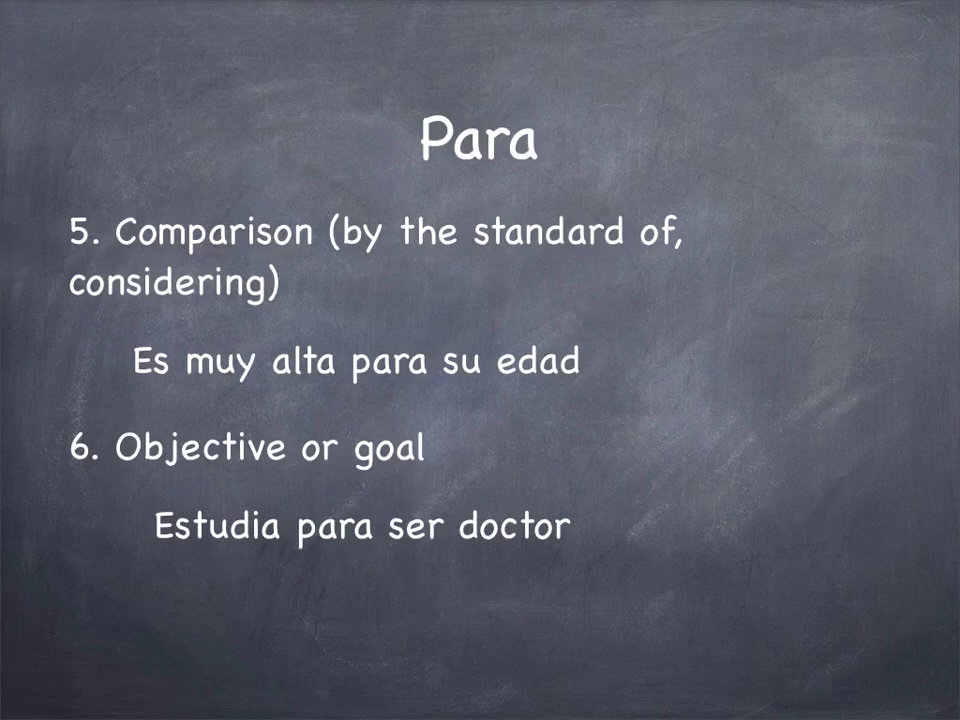 Para
5. Comparison (by the standard of,
considering)
Es muy alta para su edad
6. Objective or goal
Estudia para ser doctor